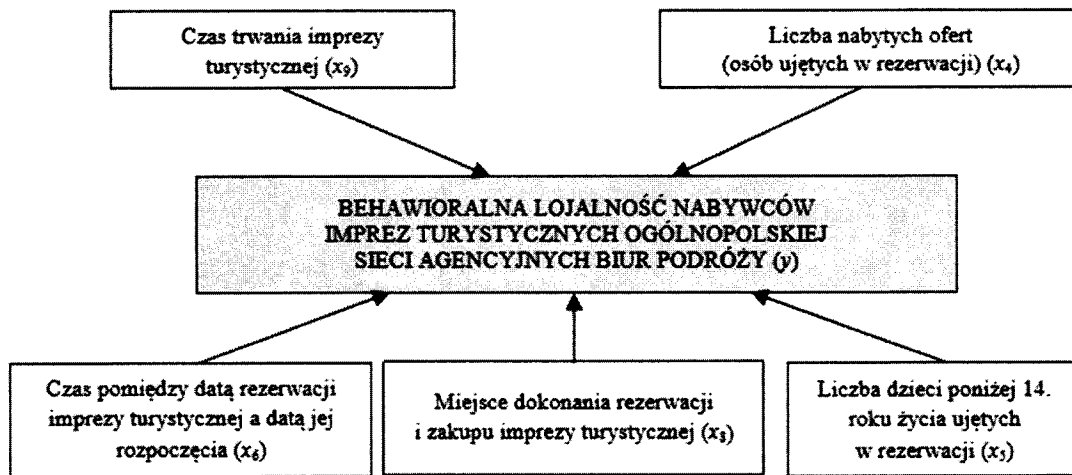 Czas trwania imprezy
turystycznej (x₉)
Liczba nabytych ofert
(osób ujętych w rezerwacji) (x₄)
BEHAWIORALNA LOJALNOŚĆ NABYWCÓW
IMPREZ TURYSTYCZNYCH OGÓLNOPOLSKIEJ
SIECI AGENCYJNYCH BIUR PODRÓŻY (y)
Czas pomiędzy datą rezerwacji
imprezy turystycznej a datą jej
rozpoczęcia (x₆)
Miejsce dokonania rezerwacji
i zakupu imprezy turystycznej (x₈)
Liczba dzieci poniżej 14.
roku życia ujętych
w rezerwacji (x₅)